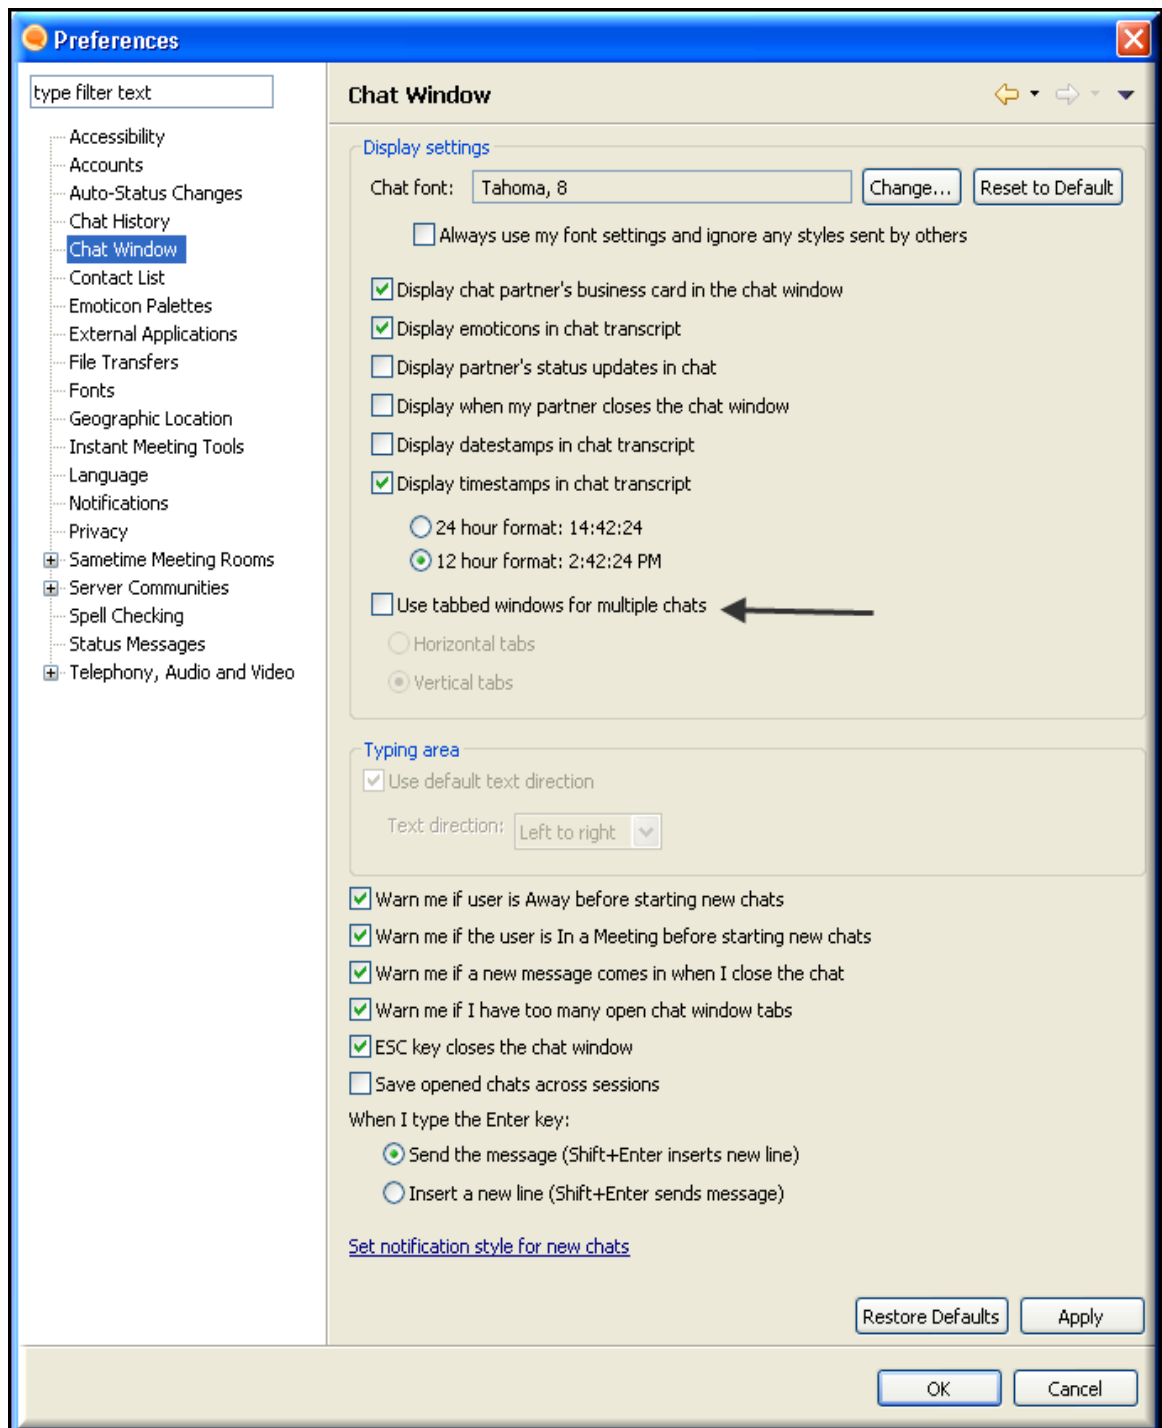 Preferences
type filter text
Accessibility
Accounts
Auto-Status Changes
Chat History
Chat Window
Contact List
Emoticon Palettes
External Applications
File Transfers
Fonts
Geographic Location
Instant Meeting Tools
Language
Notifications
Privacy
Sametime Meeting Rooms
Server Communities
Spell Checking
Status Messages
Telephony, Audio and Video
Chat Window
Display settings
Chat font: Tahoma, 8 Change... Reset to Default
Always use my font settings and ignore any styles sent by others
Display chat partner's business card in the chat window
Display emoticons in chat transcript
Display partner's status updates in chat
Display when my partner closes the chat window
Display datestamps in chat transcript
Display timestamps in chat transcript
24 hour format: 14:42:24
12 hour format: 2:42:24 PM
Use tabbed windows for multiple chats
Horizontal tabs
Vertical tabs
Typing area
Use default text direction
Text direction: Left to right
Warn me if user is Away before starting new chats
Warn me if the user is In a Meeting before starting new chats
Warn me if a new message comes in when I close the chat
Warn me if I have too many open chat window tabs
ESC key closes the chat window
Save opened chats across sessions
When I type the Enter key:
Send the message (Shift+Enter inserts new line)
Insert a new line (Shift+Enter sends message)
Set notification style for new chats
Restore Defaults Apply
OK Cancel